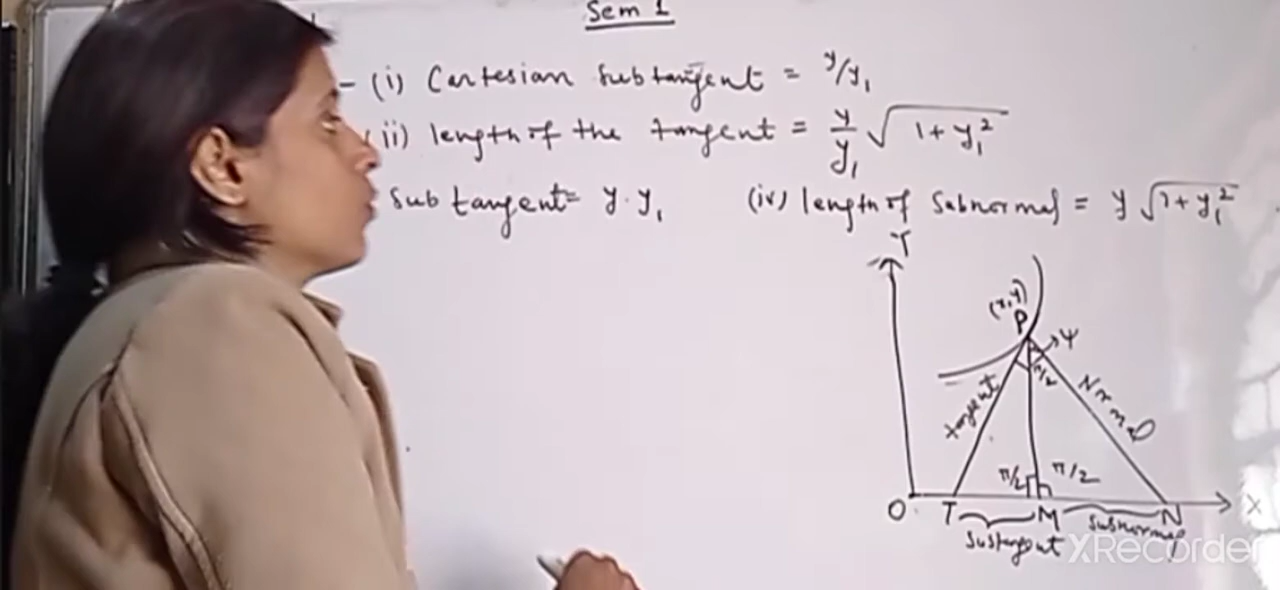 Sem 1
- (i) Cartesian Subtangent = y/y₁
(ii) length of the tangent = y/y₁ √1+y₁²
Sub tangent = y·y₁ (iv) length of Subnormal = y √1+y₁²
Y
(x,y)
P
ψ
π/2
tangent
Normal
π/2 π/2
O T M N X
Subtangent Subnormal
XRecorder